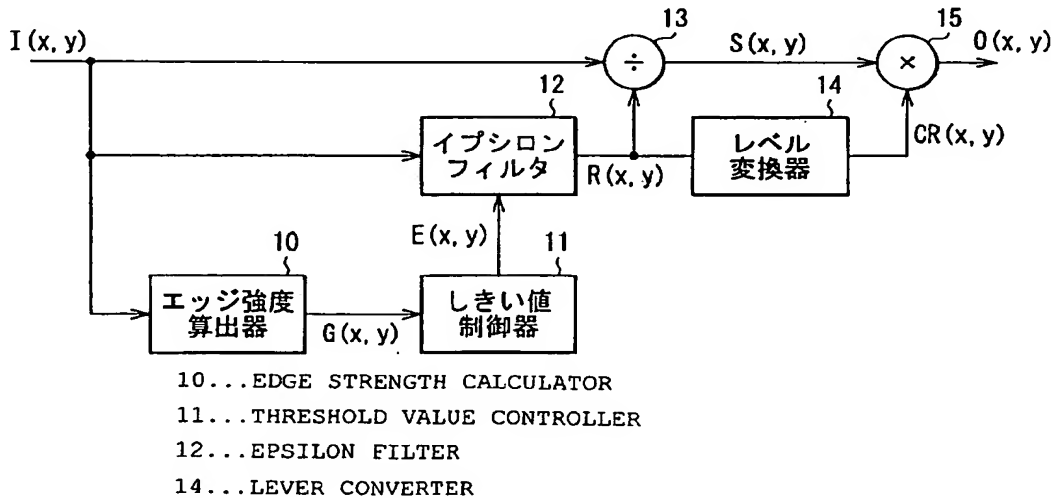 I(x, y)
13
S(x, y)
15
O(x, y)
÷
×
12
イプシロン
フィルタ
R(x, y)
14
レベル
変換器
CR(x, y)
E(x, y)
10
エッジ強度
算出器
G(x, y)
11
しきい値
制御器
10...EDGE STRENGTH CALCULATOR
11...THRESHOLD VALUE CONTROLLER
12...EPSILON FILTER
14...LEVER CONVERTER